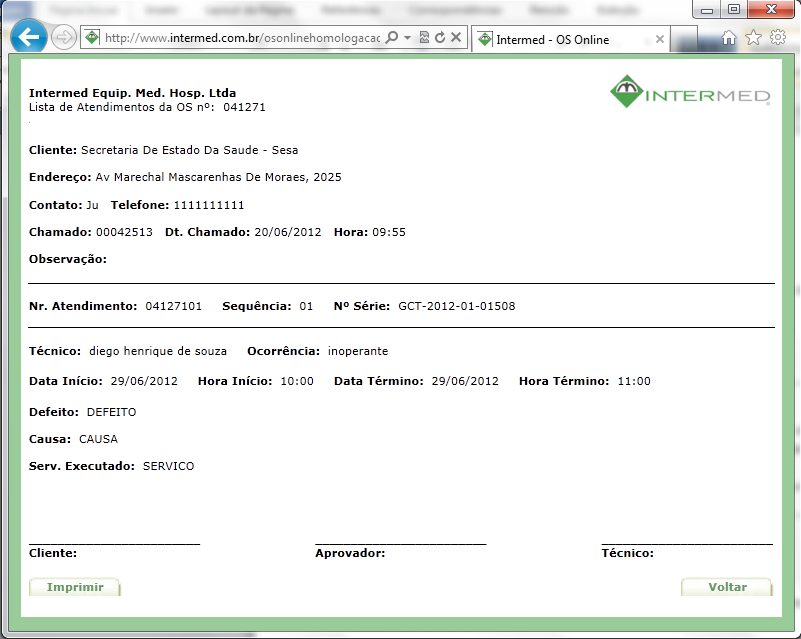 http://www.intermed.com.br/osonlinehomologacao
Intermed - OS Online
Intermed Equip. Med. Hosp. Ltda
INTERMED
Lista de Atendimentos da OS nº: 041271
Cliente: Secretaria De Estado Da Saude - Sesa
Endereço: Av Marechal Mascarenhas De Moraes, 2025
Contato: Ju Telefone: 1111111111
Chamado: 00042513 Dt. Chamado: 20/06/2012 Hora: 09:55
Observação:
Nr. Atendimento: 04127101 Sequência: 01 Nº Série: GCT-2012-01-01508
Técnico: diego henrique de souza Ocorrência: inoperante
Data Início: 29/06/2012 Hora Início: 10:00 Data Término: 29/06/2012 Hora Término: 11:00
Defeito: DEFEITO
Causa: CAUSA
Serv. Executado: SERVICO
Cliente: Aprovador: Técnico:
Imprimir Voltar